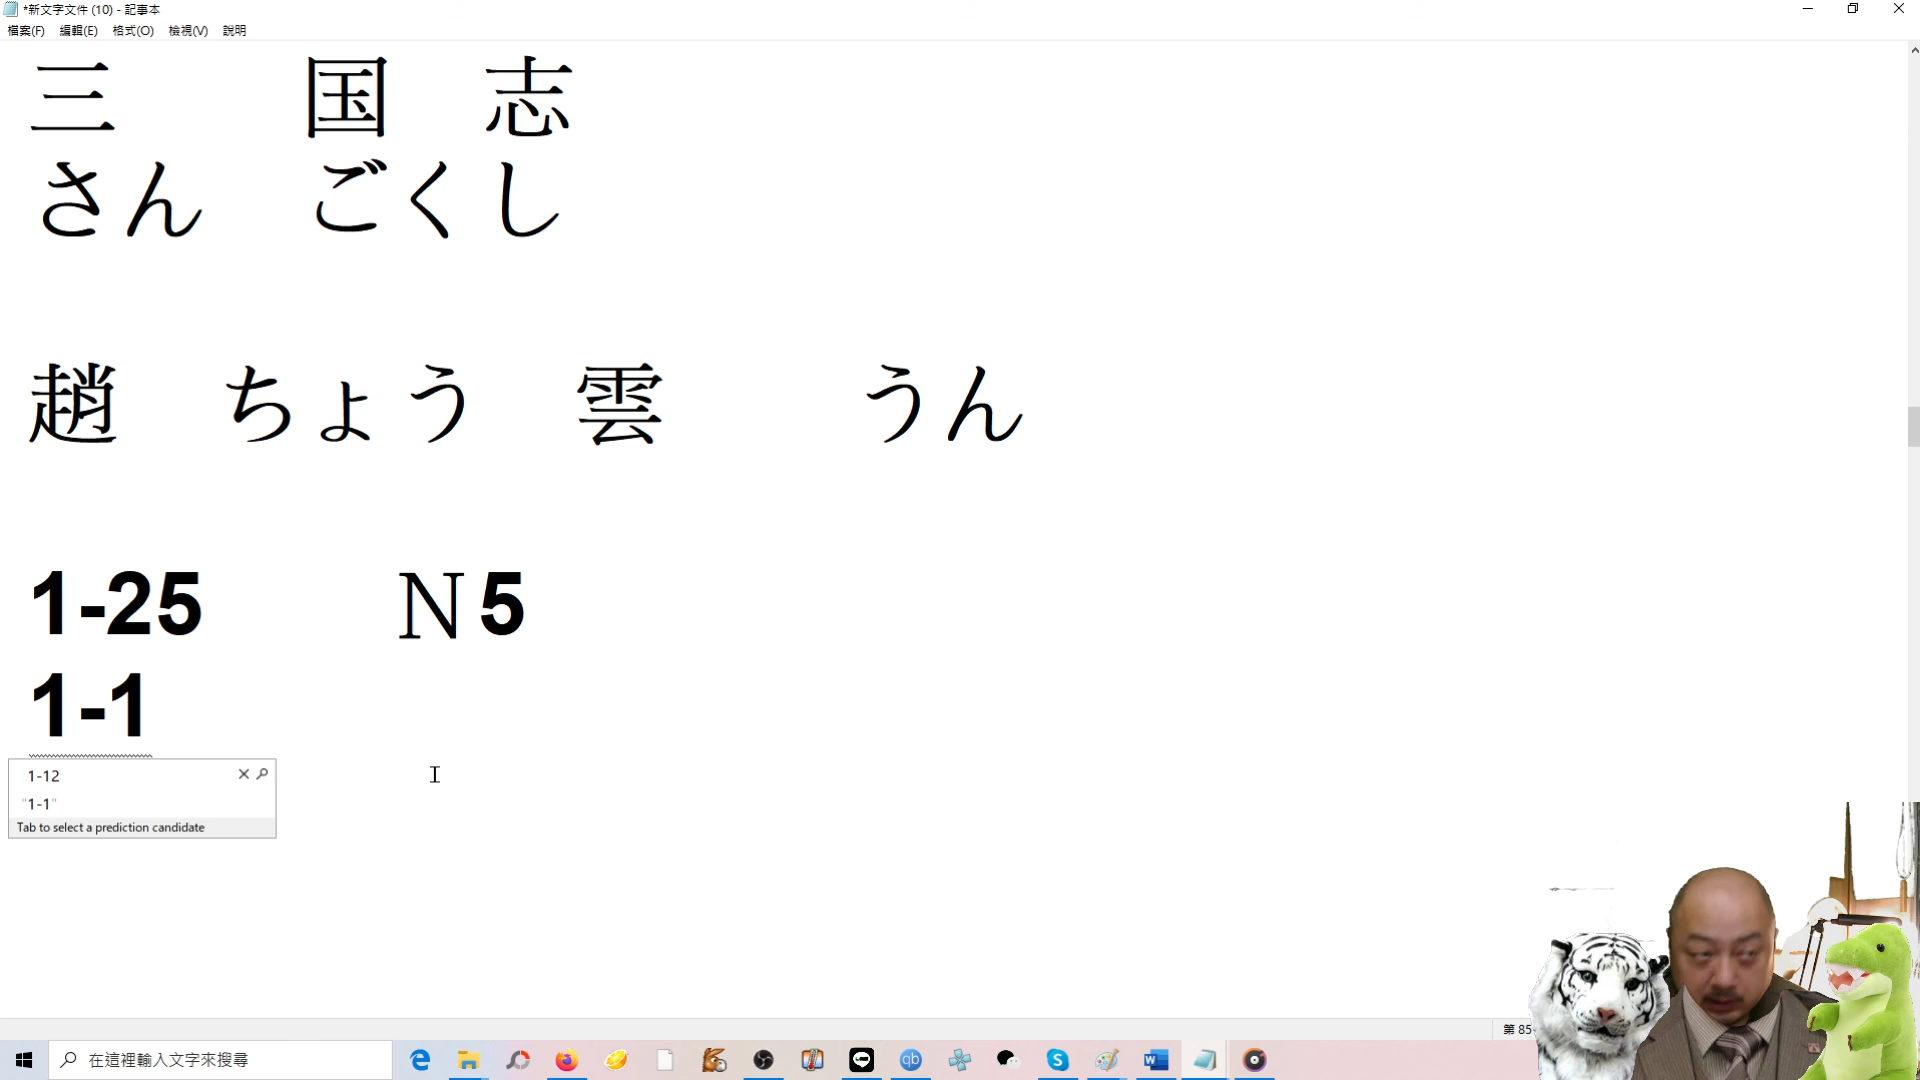 *新文字文件 (10) - 記事本
檔案(F) 編輯(E) 格式(O) 檢視(V) 說明
三 国 志
さん ごくし
趙 ちょう 雲 うん
1-25 N5
1-1
1-12
"1-1"
Tab to select a prediction candidate
第 85
在這裡輸入文字來搜尋
qb